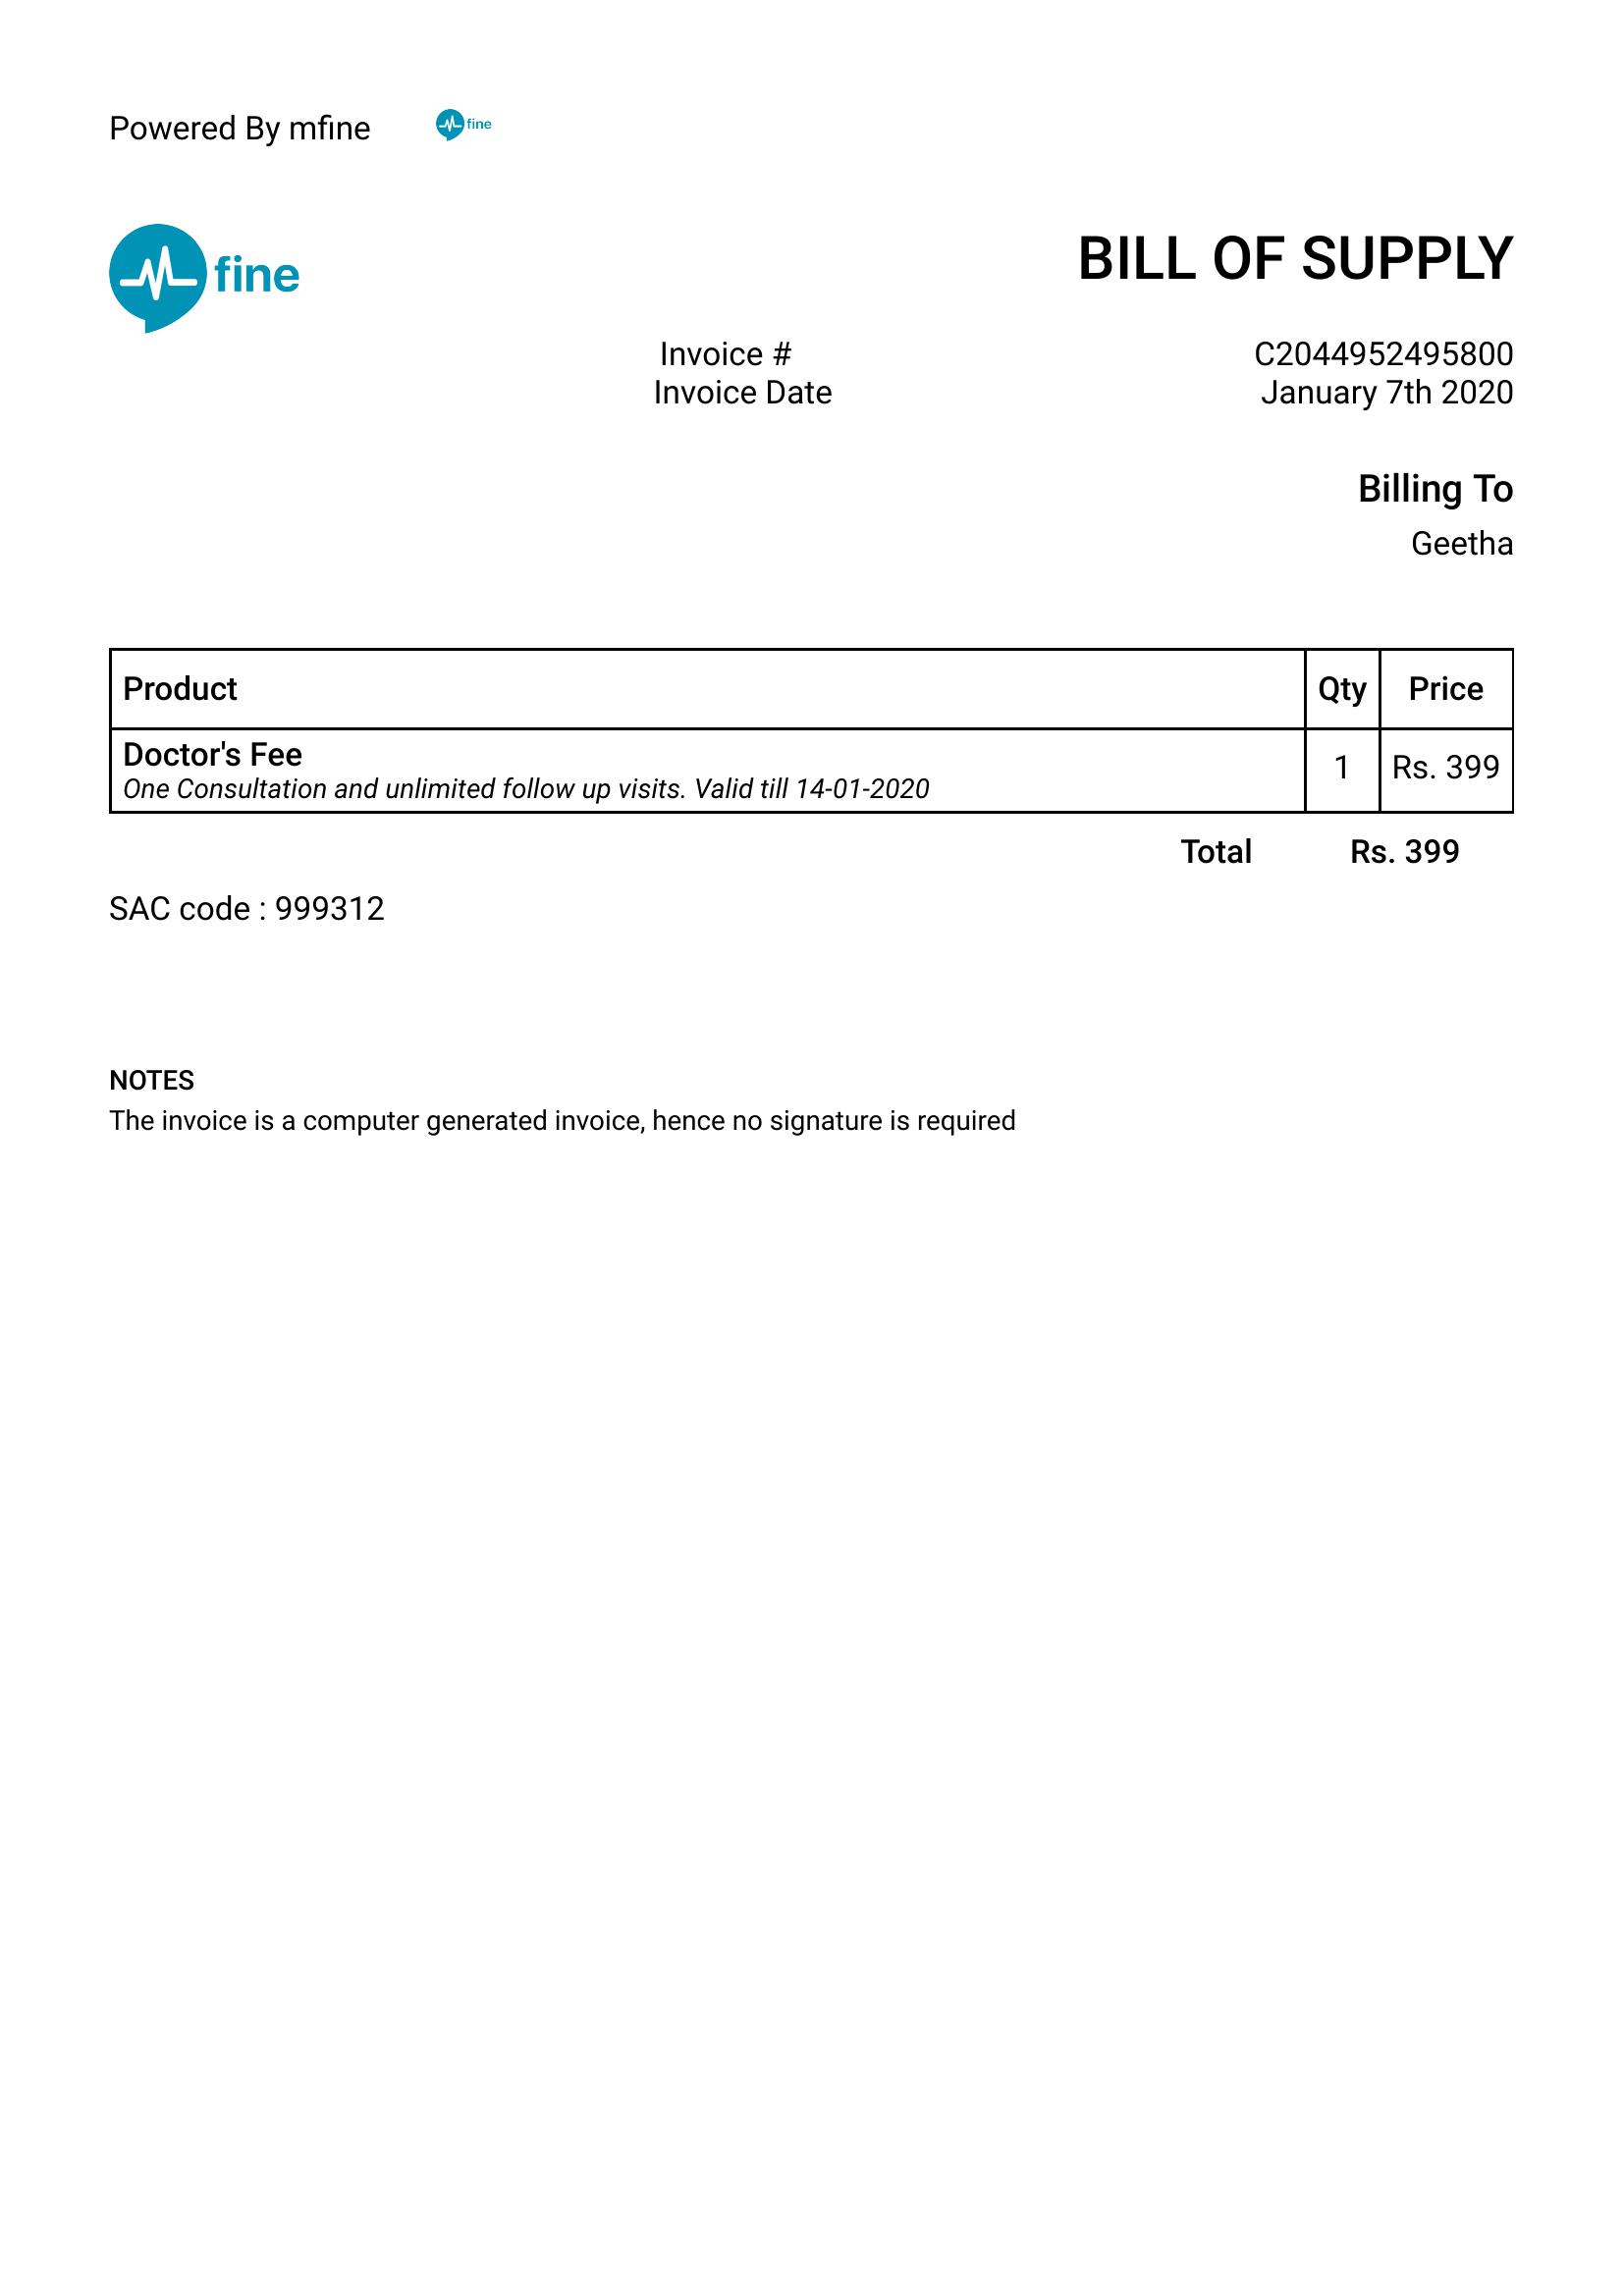 Powered By mfine fine
fine
BILL OF SUPPLY
Invoice # C2044952495800
Invoice Date January 7th 2020
Billing To
Geetha
Product Qty Price
Doctor's Fee
One Consultation and unlimited follow up visits. Valid till 14-01-2020
1 Rs. 399
Total Rs. 399
SAC code : 999312
NOTES
The invoice is a computer generated invoice, hence no signature is required